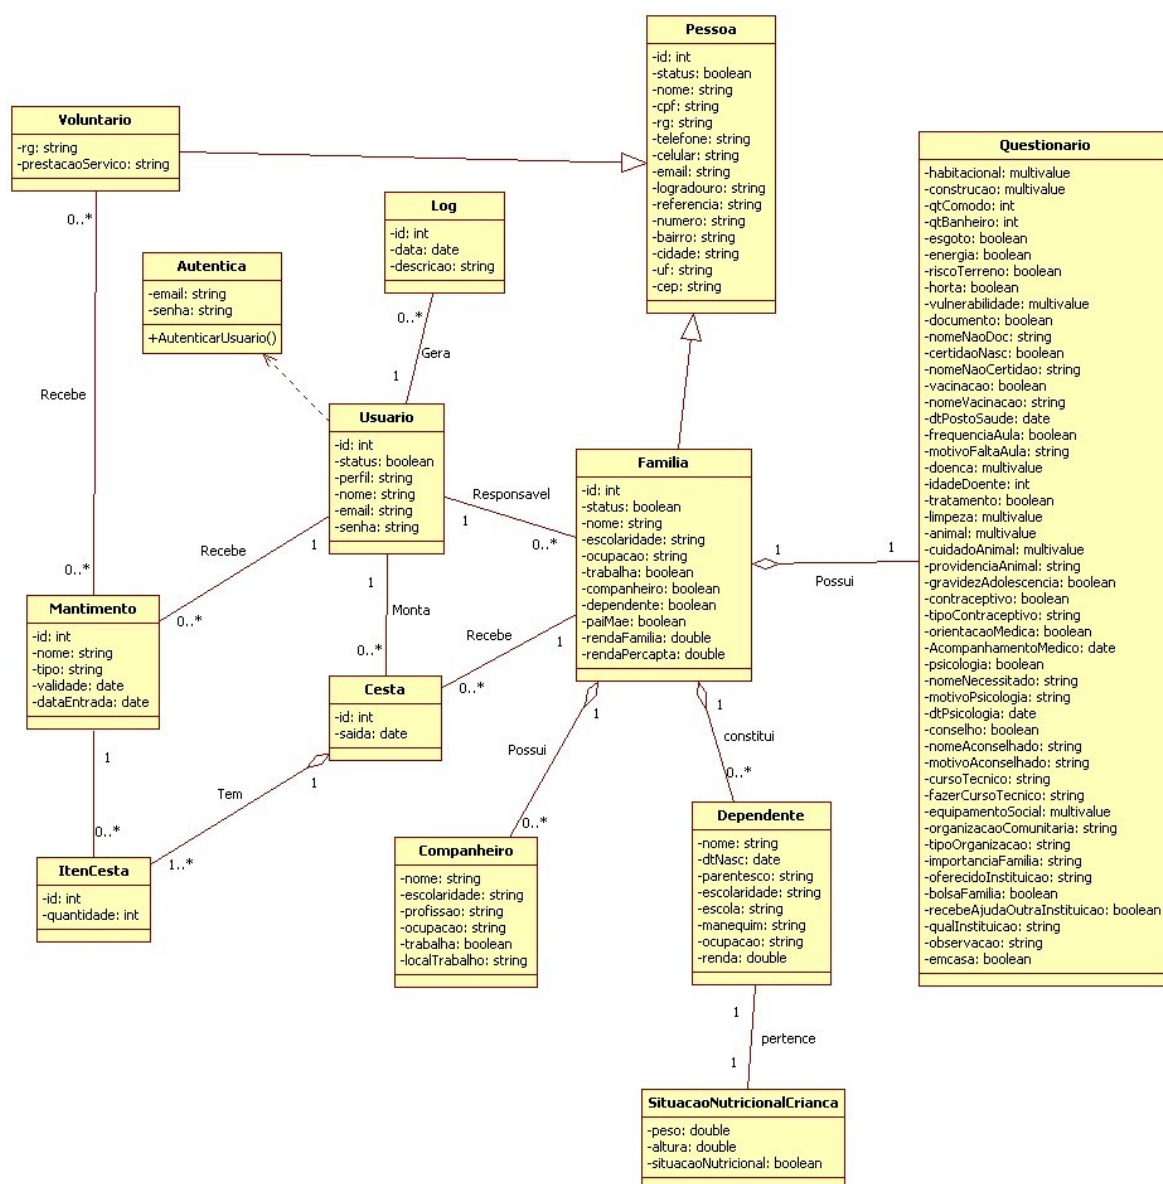 Pessoa
-id: int
-status: boolean
-nome: string
-cpf: string
-rg: string
-telefone: string
-celular: string
-email: string
-logradouro: string
-referencia: string
-numero: string
-bairro: string
-cidade: string
-uf: string
-cep: string
Voluntario
-rg: string
-prestacaoServico: string
0..*
Recebe
0..*
Log
-id: int
-data: date
-descricao: string
0..*
Gera
1
Autentica
-email: string
-senha: string
+AutenticarUsuario()
Usuario
-id: int
-status: boolean
-perfil: string
-nome: string
-email: string
-senha: string
Responsavel
1
0..*
1
Recebe
0..*
1
Monta
0..*
Familia
-id: int
-status: boolean
-nome: string
-escolaridade: string
-ocupacao: string
-trabalha: boolean
-companheiro: boolean
-dependente: boolean
-paiMae: boolean
-rendaFamilia: double
-rendaPercapta: double
1
Possui
1
Recebe
1
0..*
Questionario
-habitacional: multivalue
-construcao: multivalue
-qtComodo: int
-qtBanheiro: int
-esgoto: boolean
-energia: boolean
-riscoTerreno: boolean
-horta: boolean
-vulnerabilidade: multivalue
-documento: boolean
-nomeNaoDoc: string
-certidaoNasc: boolean
-nomeNaoCertidao: string
-vacinacao: boolean
-nomeVacinacao: string
-dtPostoSaude: date
-frequenciaAula: boolean
-motivoFaltaAula: string
-doenca: multivalue
-idadeDoente: int
-tratamento: boolean
-limpeza: multivalue
-animal: multivalue
-cuidadoAnimal: multivalue
-providenciaAnimal: string
-gravidezAdolescencia: boolean
-contraceptivo: boolean
-tipoContraceptivo: string
-orientacaoMedica: boolean
-AcompanhamentoMedico: date
-psicologia: boolean
-nomeNecessitado: string
-motivoPsicologia: string
-dtPsicologia: date
-conselho: boolean
-nomeAconselhado: string
-motivoAconselhado: string
-cursoTecnico: string
-fazerCursoTecnico: string
-equipamentoSocial: multivalue
-organizacaoComunitaria: string
-tipoOrganizacao: string
-importanciaFamilia: string
-oferecidoInstituicao: string
-bolsaFamilia: boolean
-recebeAjudaOutraInstituicao: boolean
-qualInstituicao: string
-observacao: string
-emcasa: boolean
Mantimento
-id: int
-nome: string
-tipo: string
-validade: date
-dataEntrada: date
1
0..*
Cesta
-id: int
-saida: date
1
Tem
1..*
ItenCesta
-id: int
-quantidade: int
1
Possui
0..*
1
constitui
0..*
Companheiro
-nome: string
-escolaridade: string
-profissao: string
-ocupacao: string
-trabalha: boolean
-localTrabalho: string
Dependente
-nome: string
-dtNasc: date
-parentesco: string
-escolaridade: string
-escola: string
-manequim: string
-ocupacao: string
-renda: double
1
pertence
1
SituacaoNutricionalCrianca
-peso: double
-altura: double
-situacaoNutricional: boolean